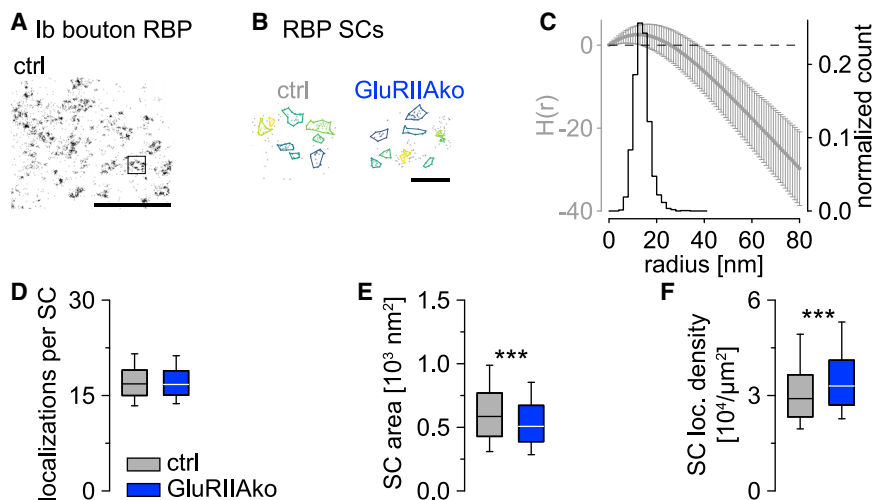 A Ib bouton RBP
ctrl
B RBP SCs
ctrl GluRIIAko
C
H(r)
0
-20
-40
0 20 40 60 80
radius [nm]
0.2
0.1
0.0
normalized count
D
localizations per SC
30
15
0
ctrl
GluRIIAko
E
SC area [10³ nm²]
1.5
1.0
0.5
0.0
***
F
SC loc. density
[10⁴/µm²]
6
3
0
***